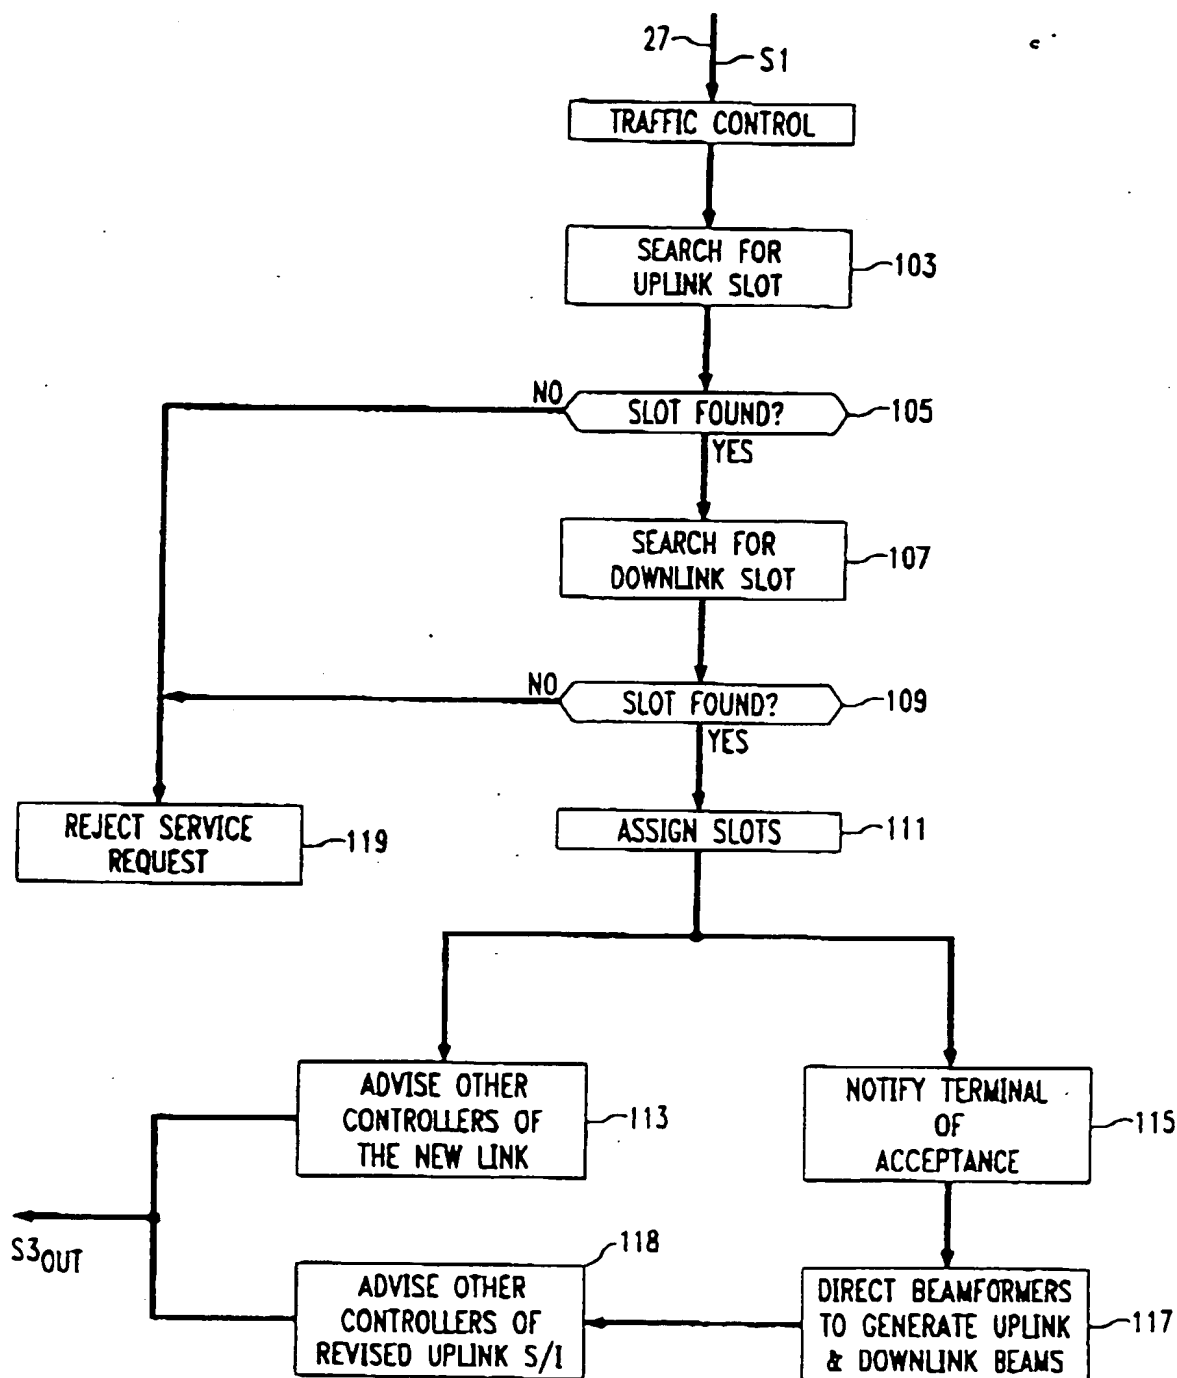 27
S1
TRAFFIC CONTROL
SEARCH FOR
UPLINK SLOT
103
NO
SLOT FOUND?
105
YES
SEARCH FOR
DOWNLINK SLOT
107
NO
SLOT FOUND?
109
YES
REJECT SERVICE
REQUEST
119
ASSIGN SLOTS
111
ADVISE OTHER
CONTROLLERS OF
THE NEW LINK
113
NOTIFY TERMINAL
OF
ACCEPTANCE
115
S3OUT
118
ADVISE OTHER
CONTROLLERS OF
REVISED UPLINK S/I
DIRECT BEAMFORMERS
TO GENERATE UPLINK
& DOWNLINK BEAMS
117